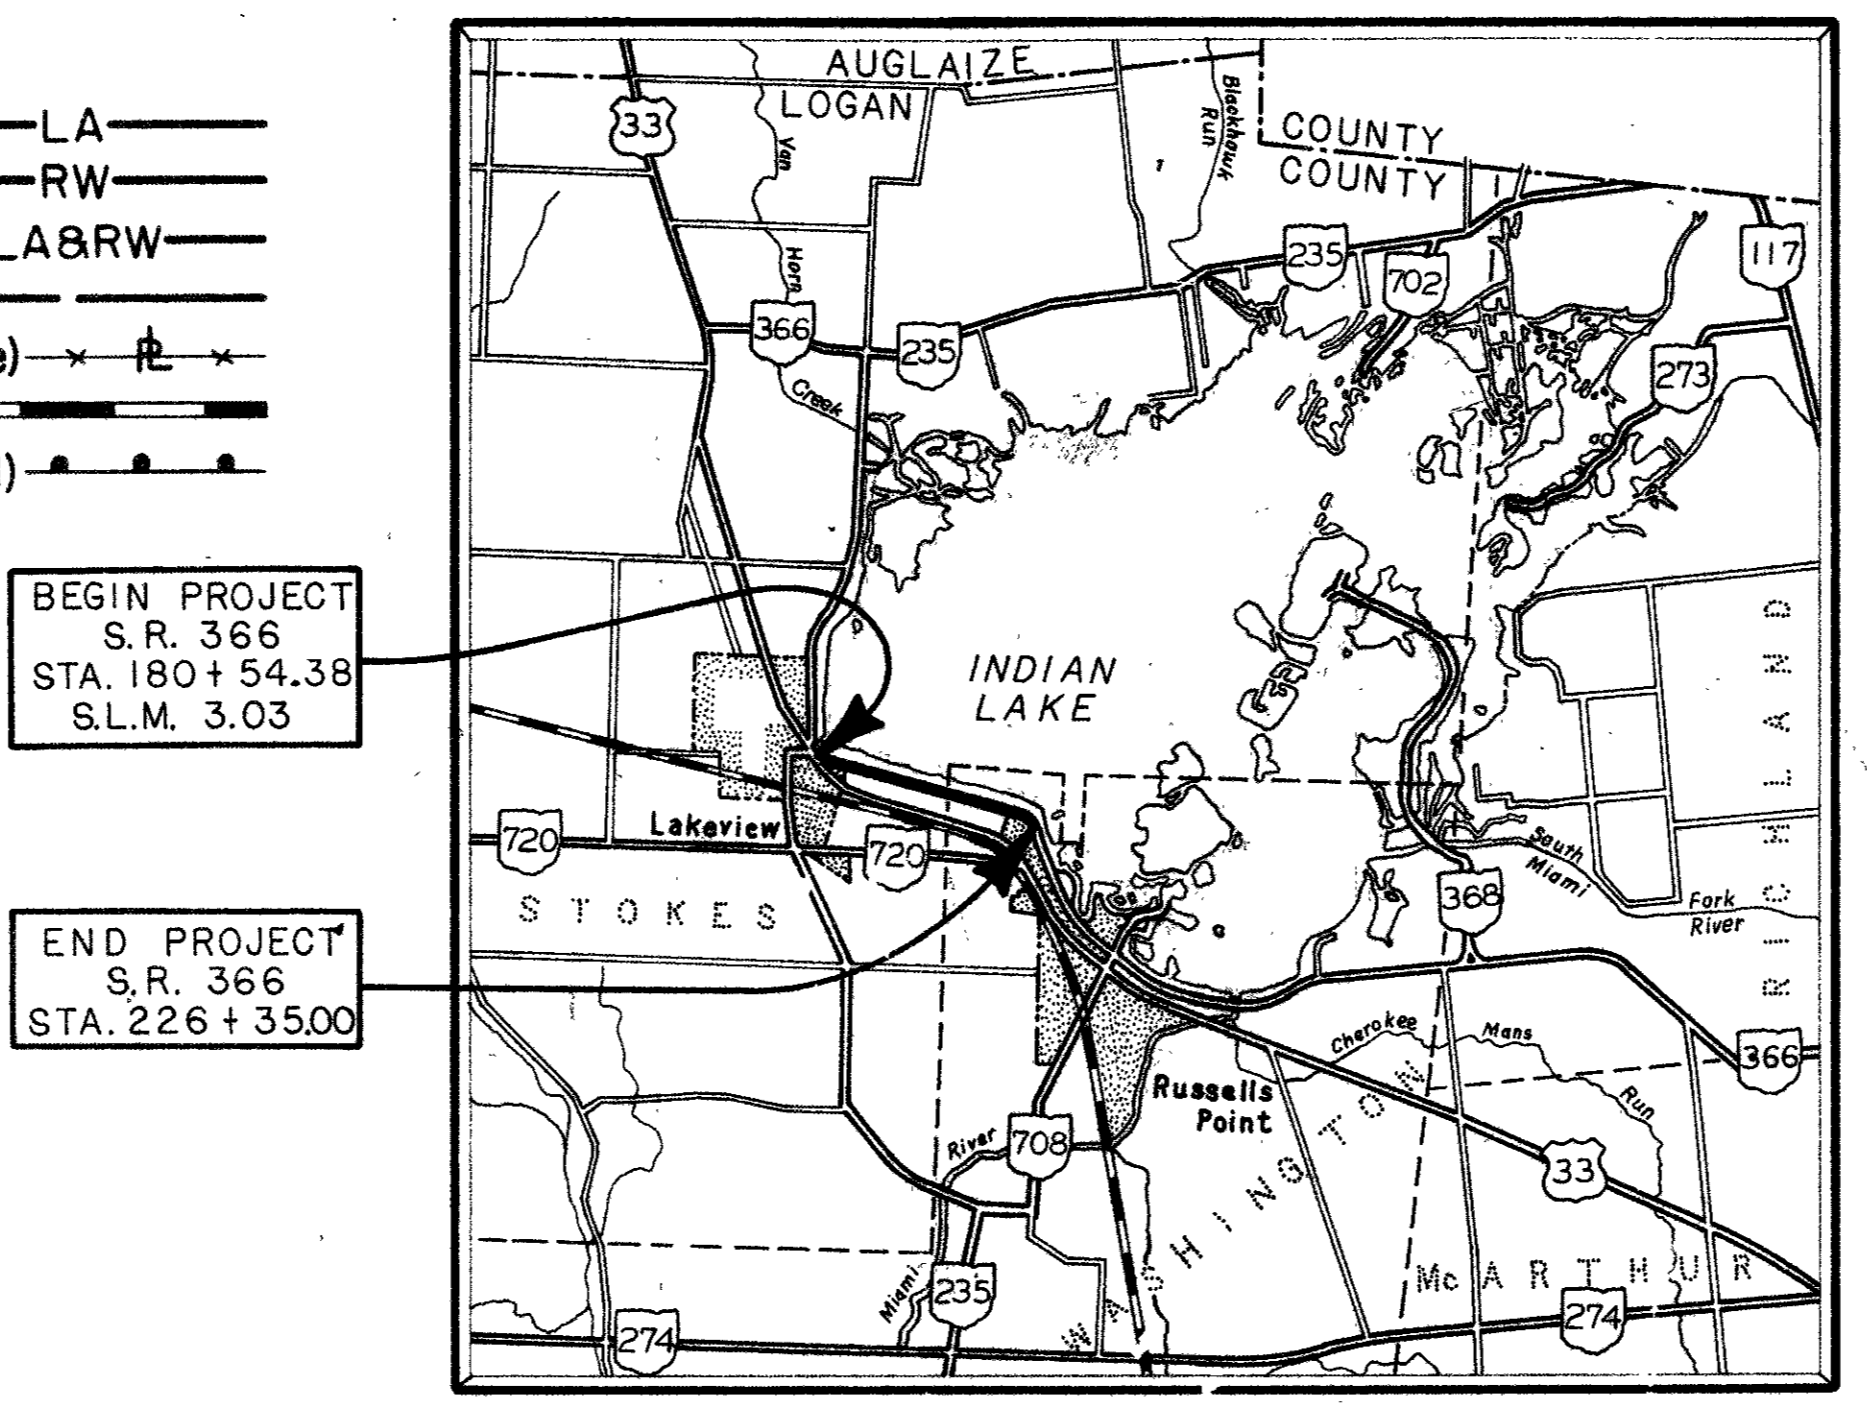 LA
RW
LA&RW
e)
PL
)
BEGIN PROJECT
S.R. 366
STA. 180+54.38
S.L.M. 3.03
END PROJECT
S.R. 366
STA. 226+35.00
AUGLAIZE
LOGAN
COUNTY
COUNTY
33
Van
Horn
Creek
Blackhawk
Run
366
235
235
702
117
273
INDIAN
LAKE
Lakeview
720
720
STOKES
RICHLAND
South
Miami
Fork
River
368
366
Cherokee
Mans
Run
Russells
Point
708
River
Miami
WASHINGTON
33
McARTHUR
235
274
274